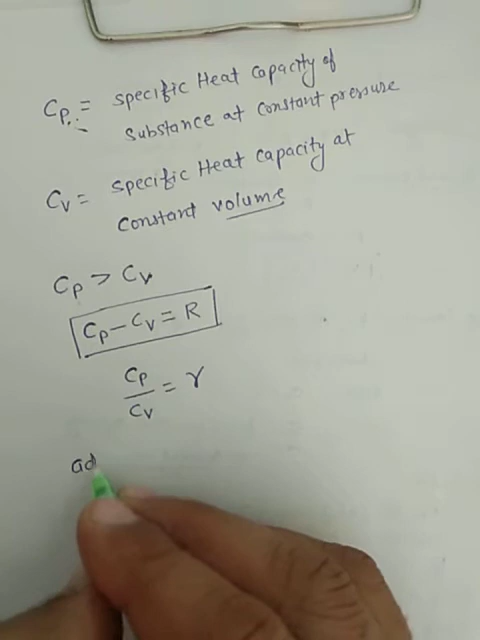 Cp = specific Heat capacity of
substance at constant pressure
Cv = specific Heat capacity at
constant volume
Cp > Cv
Cp - Cv = R
Cp/Cv = γ
ad